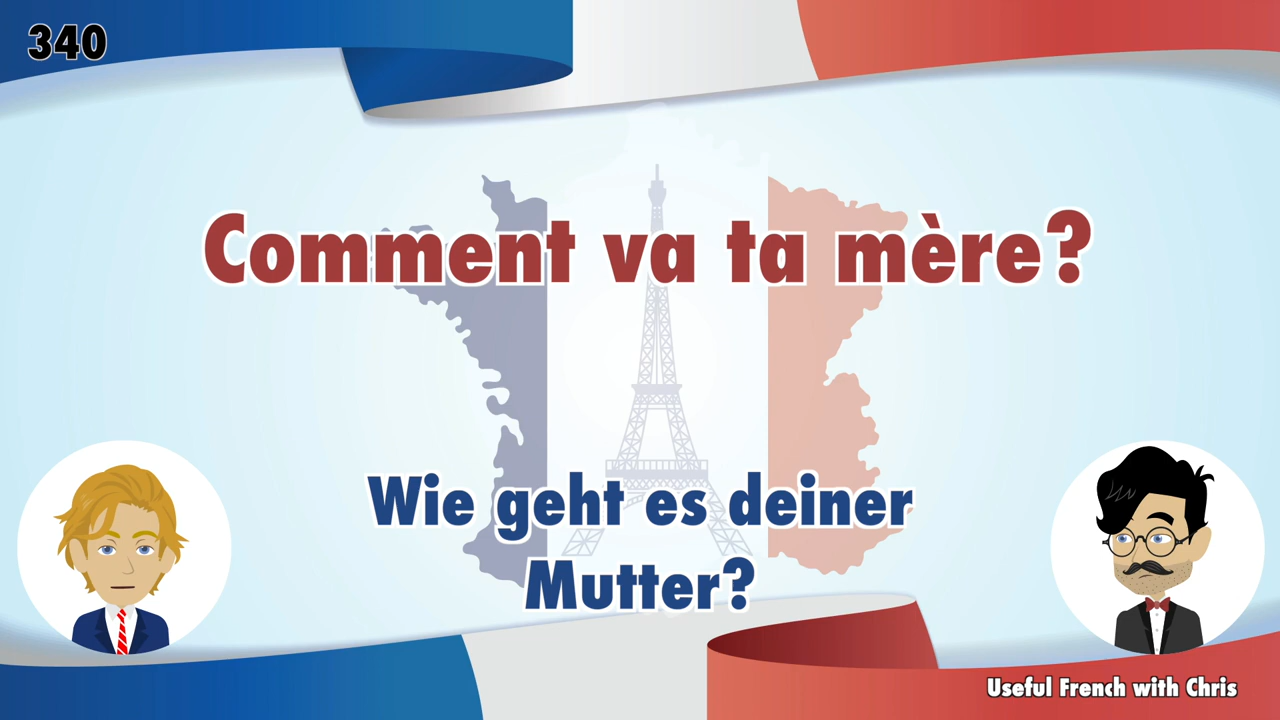 340
Comment va ta mère?
Wie geht es deiner
Mutter?
Useful French with Chris